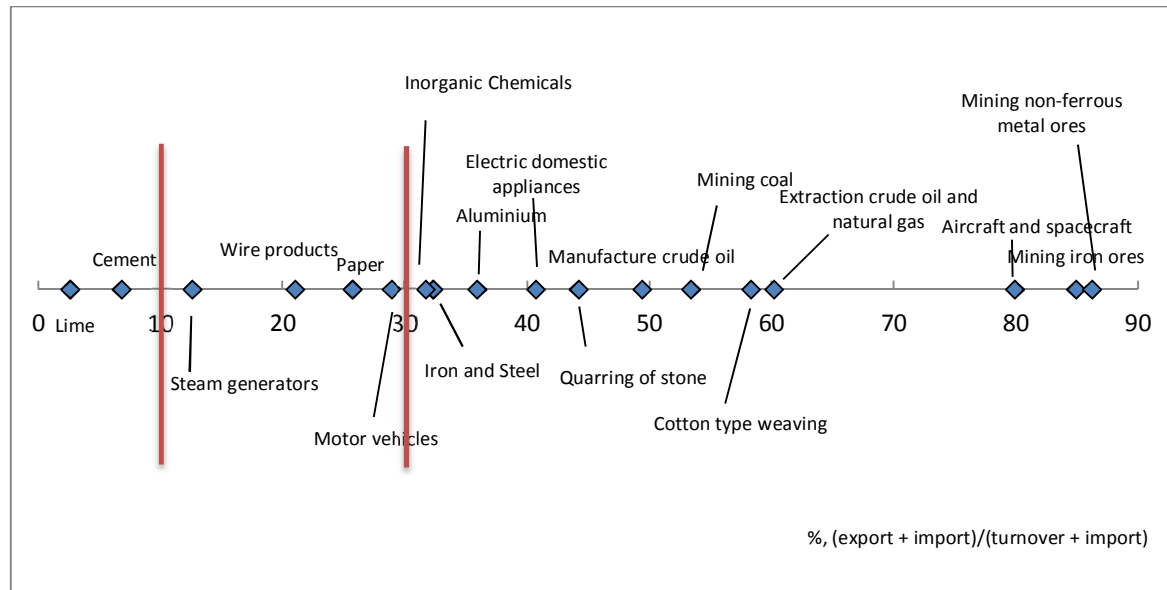 Inorganic Chemicals
Mining non-ferrous
metal ores
Electric domestic
appliances
Mining coal
Extraction crude oil and
natural gas
Aluminium
Aircraft and spacecraft
Wire products
Manufacture crude oil
Mining iron ores
Cement
Paper
0 10 20 30 40 50 60 70 80 90
Lime
Iron and Steel
Quarring of stone
Steam generators
Cotton type weaving
Motor vehicles
%, (export + import)/(turnover + import)